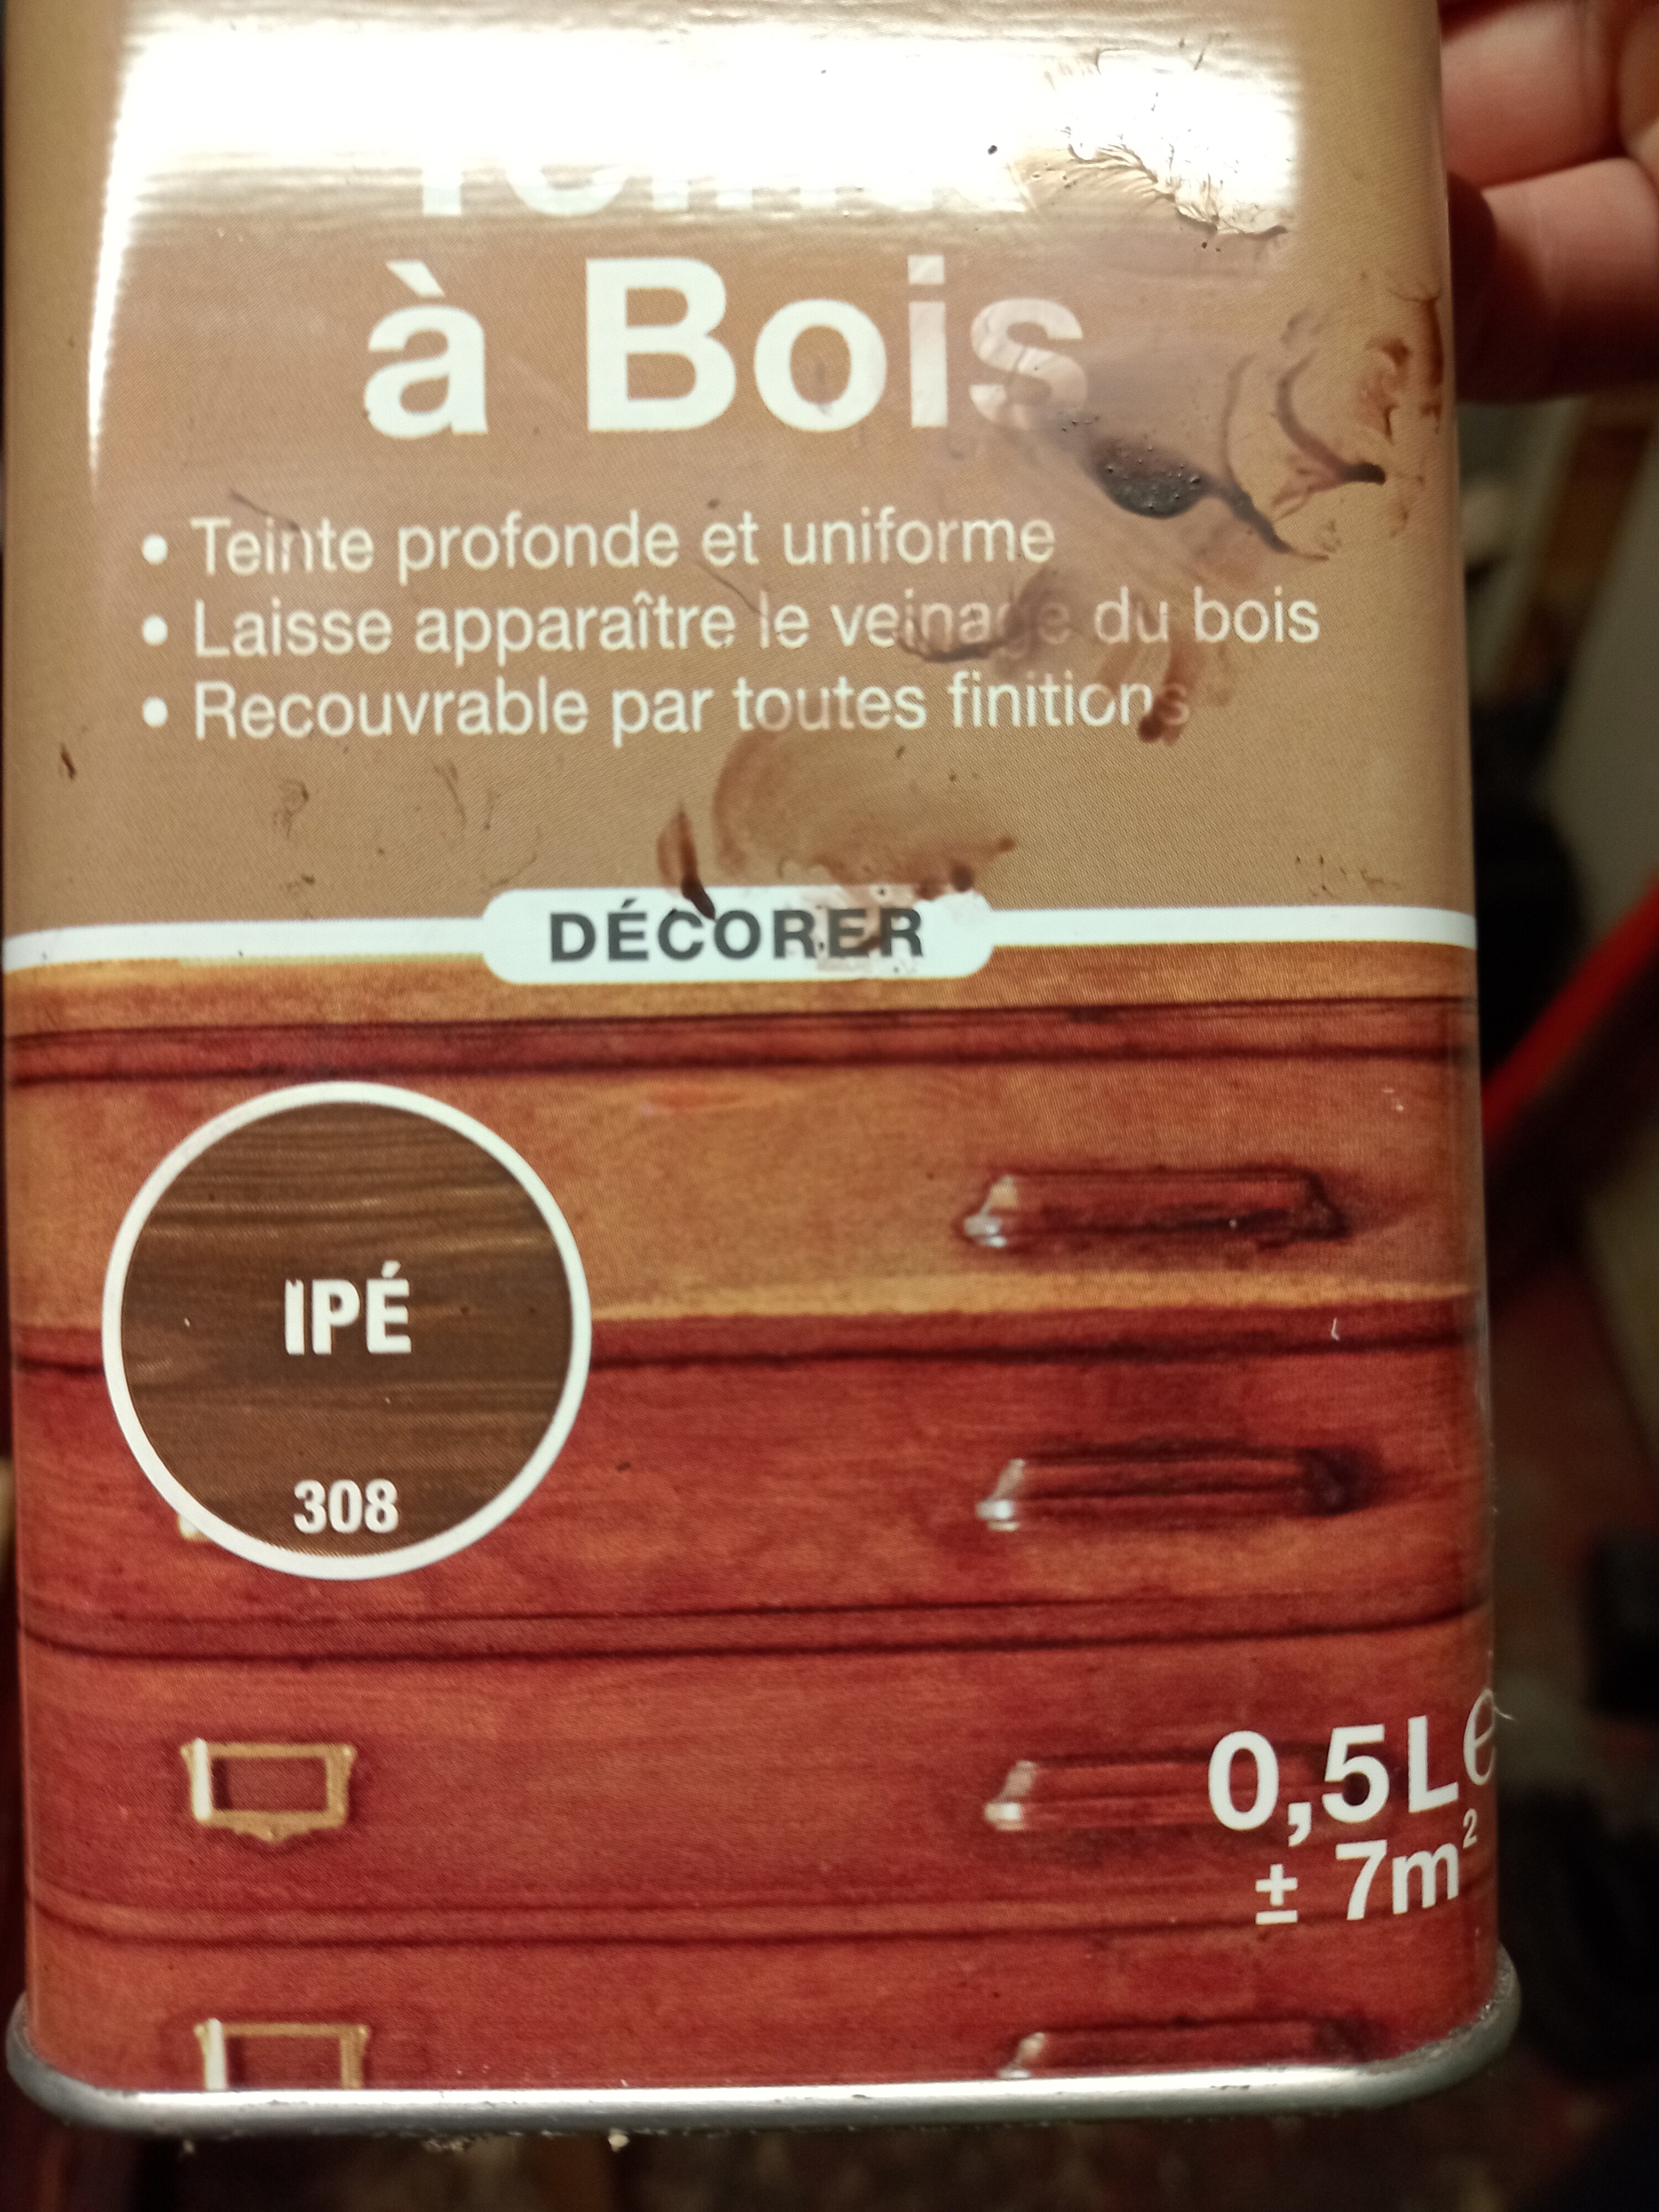 à Bois
• Teinte profonde et uniforme
• Laisse apparaître le veinage du bois
• Recouvrable par toutes finitions
DÉCORER
IPÉ
308
0,5L e
± 7m²